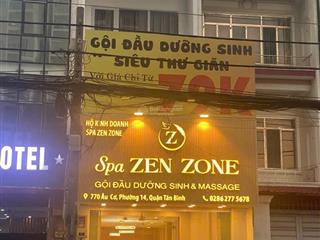 GỘI ĐẦU DƯỠNG SINH
SIÊU THƯ GIÃN
Với Giá Chỉ Từ
79K
HỘ KINH DOANH
SPA ZEN ZONE
Z
OTEL ★
Spa ZEN ZONE
GỘI ĐẦU DƯỠNG SINH & MASSAGE
770 Âu Cơ, Phường 14, Quận Tân Bình
0286 277 5678